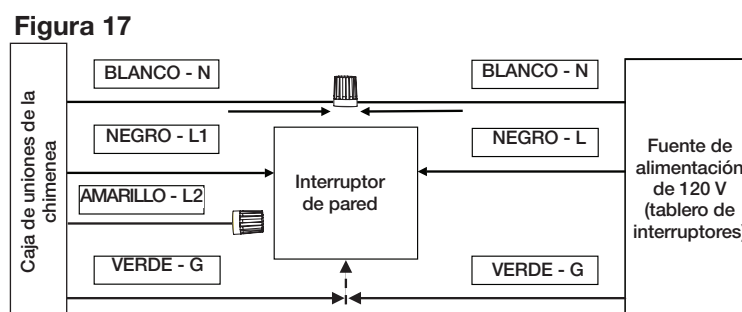 Figura 17
Caja de uniones de la
chimenea
BLANCO - N
BLANCO - N
NEGRO - L1
NEGRO - L
AMARILLO - L2
VERDE - G
VERDE - G
Interruptor
de pared
Fuente de
alimentación
de 120 V
(tablero de
interruptores)